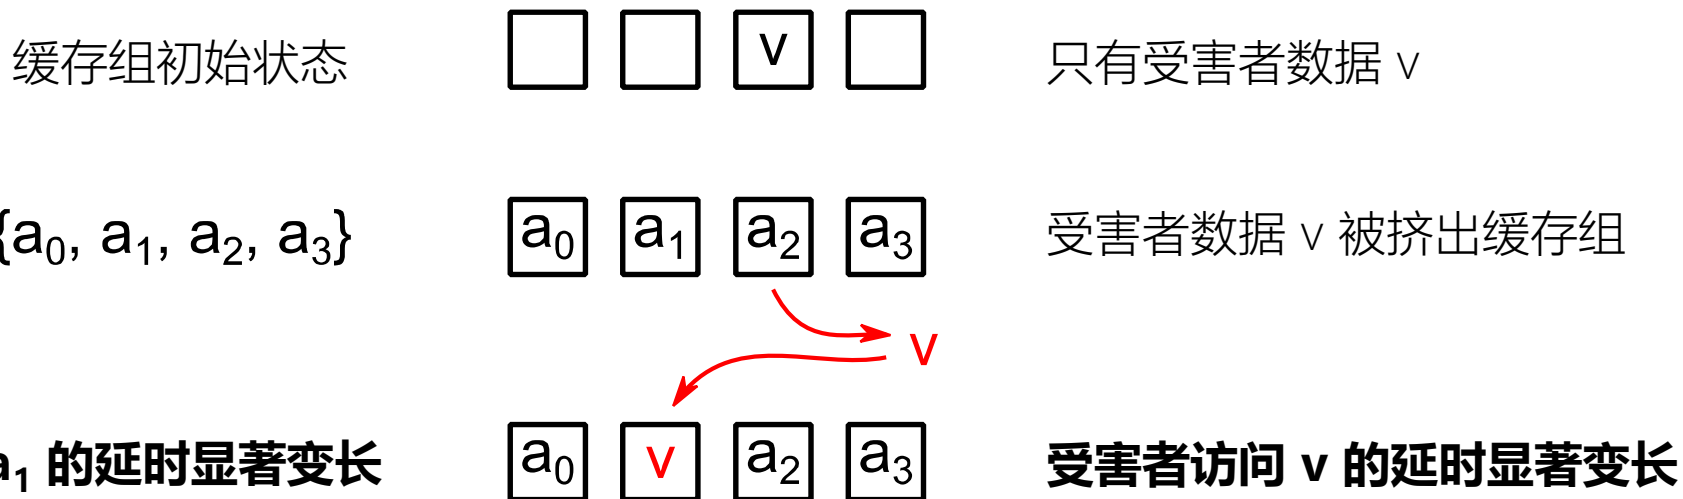 缓存组初始状态 v 只有受害者数据 v
{a₀, a₁, a₂, a₃} a₀ a₁ a₂ a₃ 受害者数据 v 被挤出缓存组
v
a₁ 的延时显著变长 a₀ v a₂ a₃ 受害者访问 v 的延时显著变长